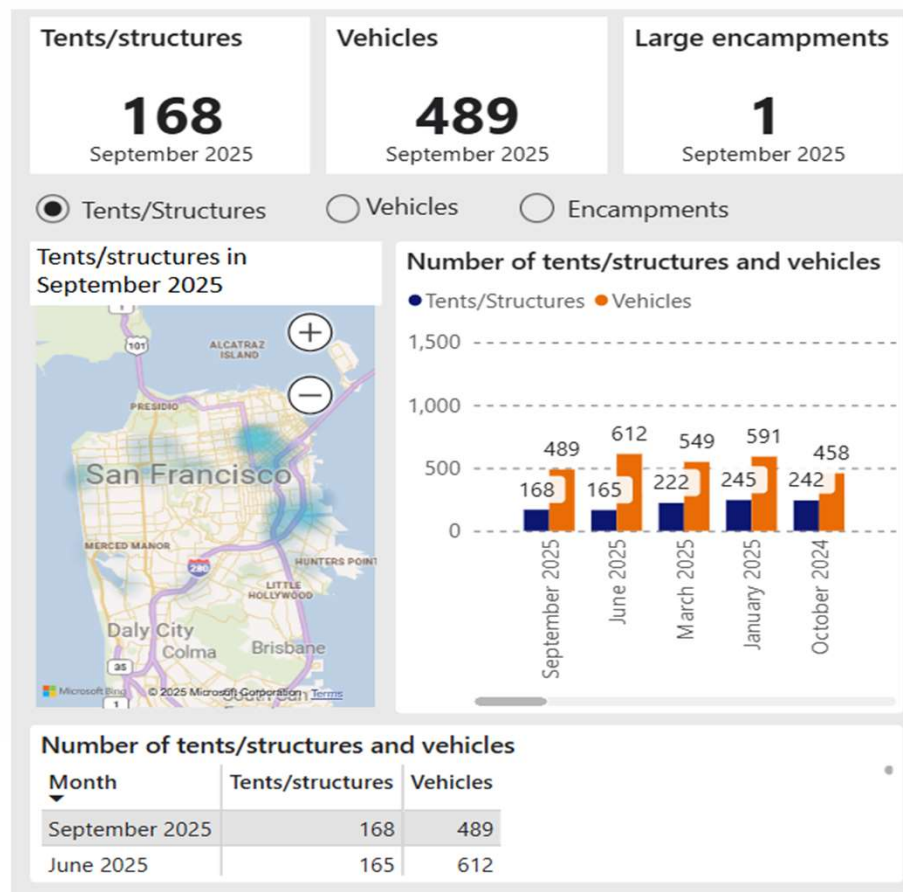 Tents/structures
168
September 2025
Vehicles
489
September 2025
Large encampments
1
September 2025
Tents/Structures
Vehicles
Encampments
Tents/structures in
September 2025
1
101
ALCATRAZ
ISLAND
PRESIDIO
San Francisco
MERCED MANOR
280
HUNTERS POINT
LITTLE
HOLLYWOOD
Daly City
Colma
Brisbane
35
1
Microsoft Bing
© 2025 Microsoft Corporation
Terms
Number of tents/structures and vehicles
Tents/Structures Vehicles
1,500
1,000
500
0
168
489
165
612
222
549
245
591
242
458
September 2025
June 2025
March 2025
January 2025
October 2024
Number of tents/structures and vehicles
Month Tents/structures Vehicles
September 2025 168 489
June 2025 165 612